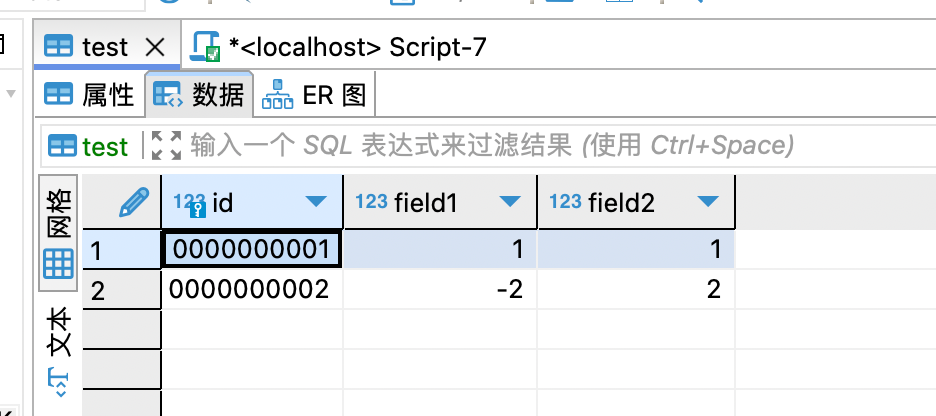 test
*<localhost> Script-7
属性 数据 ER 图
test 输入一个 SQL 表达式来过滤结果 (使用 Ctrl+Space)
网格
文本
123 id 123 field1 123 field2
1 0000000001 1 1
2 0000000002 -2 2